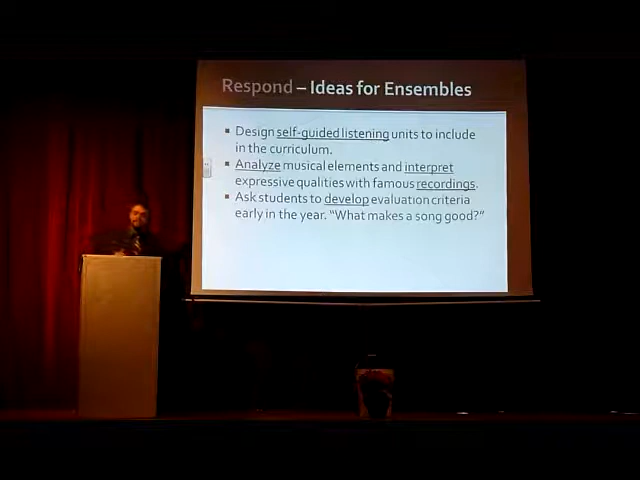 Respond – Ideas for Ensembles
▪ Design self-guided listening units to include
in the curriculum.
▪ Analyze musical elements and interpret
expressive qualities with famous recordings.
▪ Ask students to develop evaluation criteria
early in the year. “What makes a song good?”